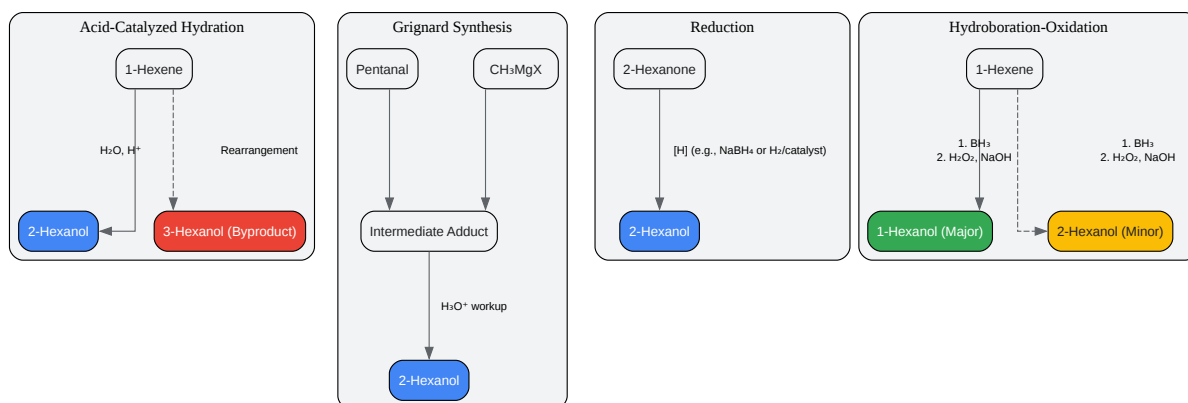 Acid-Catalyzed Hydration
1-Hexene
H₂O, H⁺
Rearrangement
2-Hexanol
3-Hexanol (Byproduct)
Grignard Synthesis
Pentanal
CH₃MgX
Intermediate Adduct
H₃O⁺ workup
2-Hexanol
Reduction
2-Hexanone
[H] (e.g., NaBH₄ or H₂/catalyst)
2-Hexanol
Hydroboration-Oxidation
1-Hexene
1. BH₃
2. H₂O₂, NaOH
1. BH₃
2. H₂O₂, NaOH
1-Hexanol (Major)
2-Hexanol (Minor)